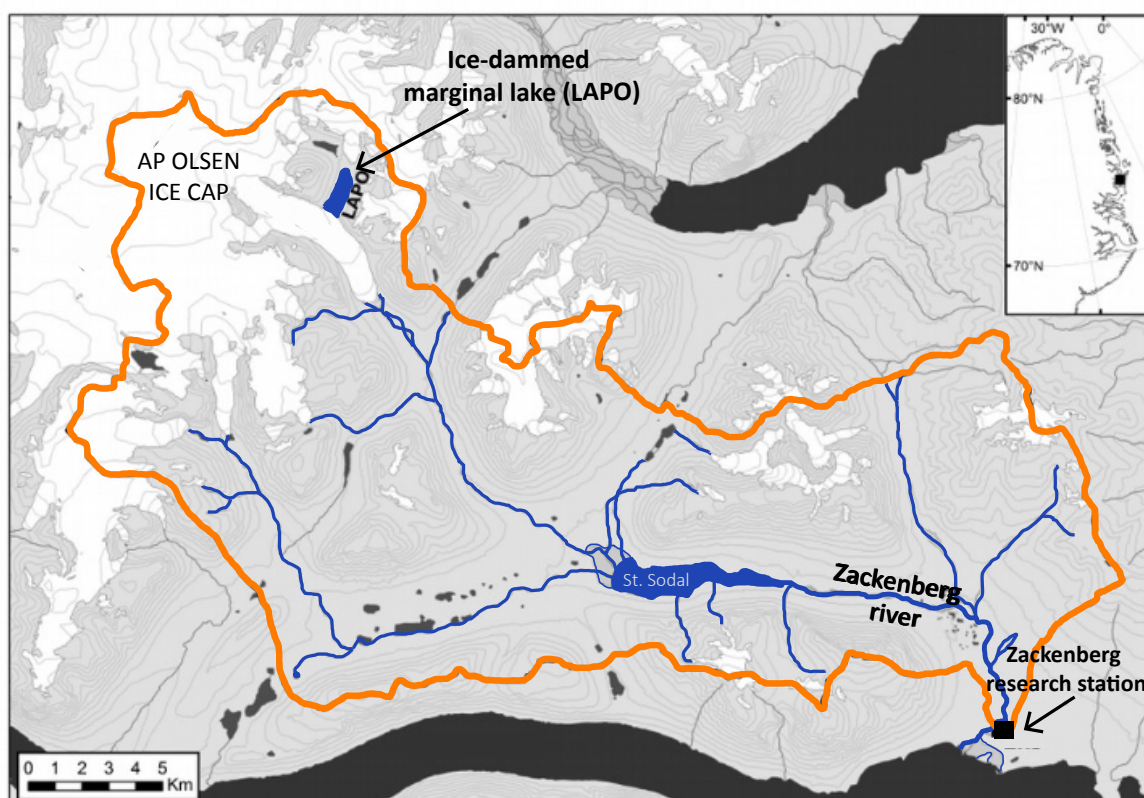 Ice-dammed
marginal lake (LAPO)
30°W 0°
80°N
AP OLSEN
ICE CAP
LAPO
70°N
St. Sodal
Zackenberg
river
Zackenberg
research station
0 1 2 3 4 5
Km